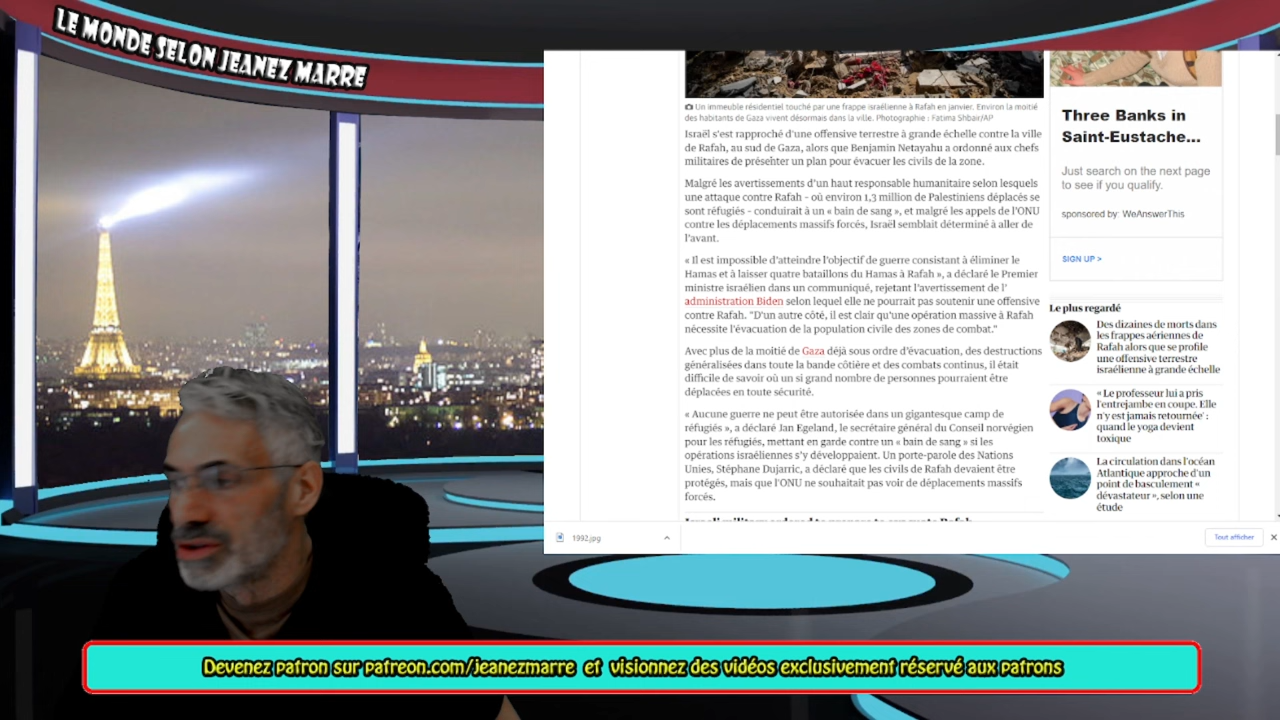 LE MONDE SELON JEANEZ MARRE
Un immeuble résidentiel touché par une frappe israélienne à Rafah en janvier. Environ la moitié
des habitants de Gaza vivent désormais dans la ville. Photographie : Fatima Shbair/AP
Israël s'est rapproché d'une offensive terrestre à grande échelle contre la ville
de Rafah, au sud de Gaza, alors que Benjamin Netayahu a ordonné aux chefs
militaires de présenter un plan pour évacuer les civils de la zone.
Malgré les avertissements d'un haut responsable humanitaire selon lesquels
une attaque contre Rafah - où environ 1,3 million de Palestiniens déplacés se
sont réfugiés - conduirait à un « bain de sang », et malgré les appels de l'ONU
contre les déplacements massifs forcés, Israël semblait déterminé à aller de
l'avant.
« Il est impossible d'atteindre l'objectif de guerre consistant à éliminer le
Hamas et à laisser quatre bataillons du Hamas à Rafah », a déclaré le Premier
ministre israélien dans un communiqué, rejetant l'avertissement de l'
administration Biden selon lequel elle ne pourrait pas soutenir une offensive
contre Rafah. "D'un autre côté, il est clair qu'une opération massive à Rafah
nécessite l'évacuation de la population civile des zones de combat."
Avec plus de la moitié de Gaza déjà sous ordre d'évacuation, des destructions
généralisées dans toute la bande côtière et des combats continus, il était
difficile de savoir où un si grand nombre de personnes pourraient être
déplacées en toute sécurité.
« Aucune guerre ne peut être autorisée dans un gigantesque camp de
réfugiés », a déclaré Jan Egeland, le secrétaire général du Conseil norvégien
pour les réfugiés, mettant en garde contre un « bain de sang » si les
opérations israéliennes s'y développaient. Un porte-parole des Nations
Unies, Stéphane Dujarric, a déclaré que les civils de Rafah devaient être
protégés, mais que l'ONU ne souhaitait pas voir de déplacements massifs
forcés.
Three Banks in
Saint-Eustache...
Just search on the next page
to see if you qualify.
sponsored by: WeAnswerThis
SIGN UP >
Le plus regardé
Des dizaines de morts dans
les frappes aériennes de
Rafah alors que se profile
une offensive terrestre
israélienne à grande échelle
« Le professeur lui a pris
l'entrejambe en coupe. Elle
n'y est jamais retournée' :
quand le yoga devient
toxique
La circulation dans l'océan
Atlantique approche d'un
point de basculement «
dévastateur », selon une
étude
1992.jpg
Tout afficher
Devenez patron sur patreon.com/jeanezmarre et visionnez des vidéos exclusivement réservé aux patrons